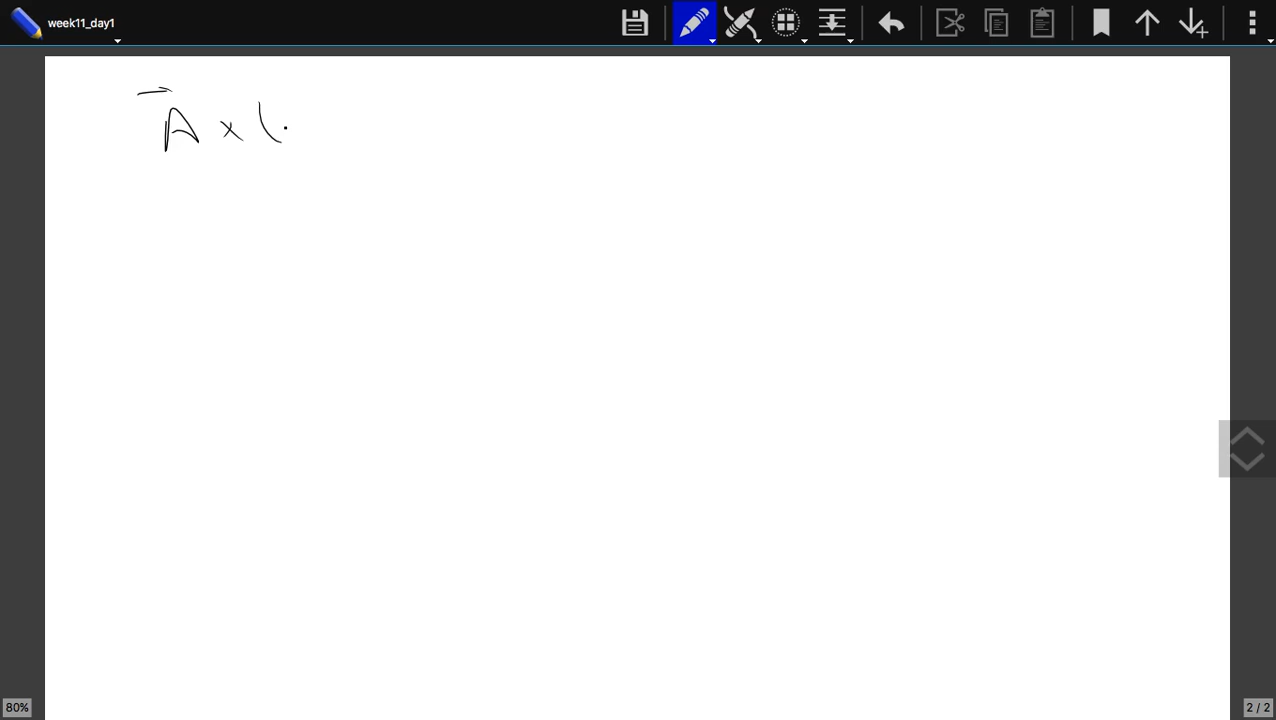 week11_day1
A⃗ × (
80%
2 / 2